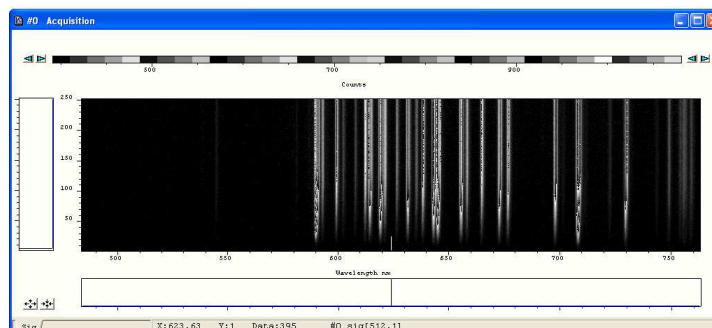 #0 Acquisition
500 700 900
Counts
250
200
150
100
50
500 550 600 650 700 750
Wavelength nm
Sig X:623.63 Y:1 Data:395 #0 sig[512,1]